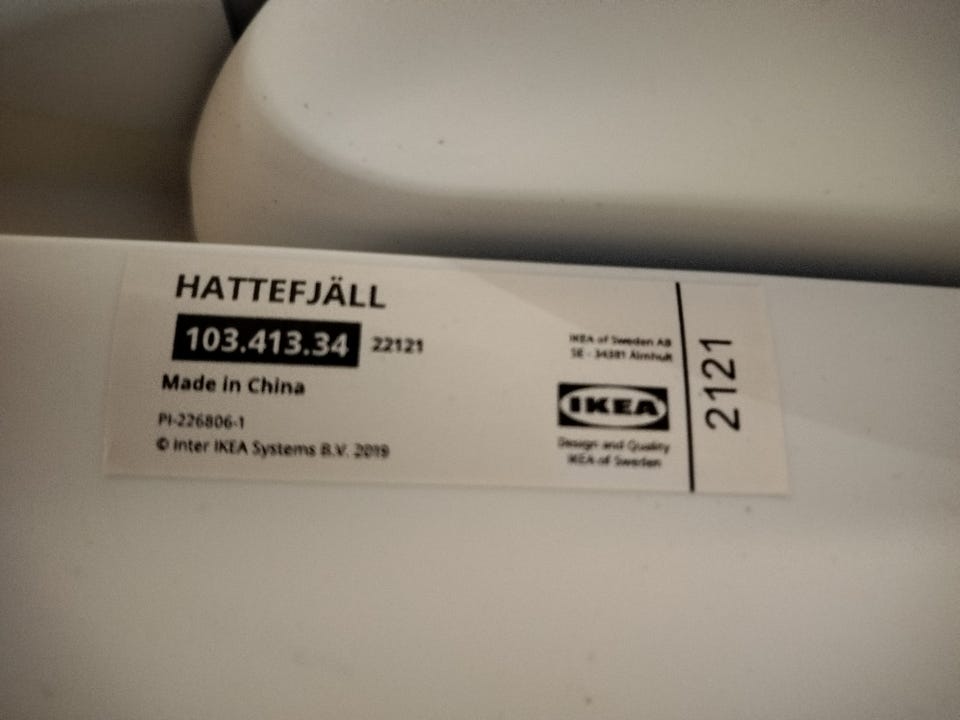 HATTEFJÄLL
103.413.34 22121
Made in China
PI-226806-1
© Inter IKEA Systems B.V. 2019
IKEA of Sweden AB
SE - 34381 Älmhult
IKEA
Design and Quality
IKEA of Sweden
2121